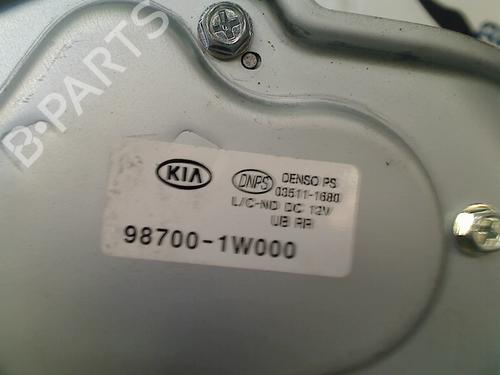 B-PARTS
KIA
DNPS DENSO PS
03511-1680
L/C-ND DC 12V
UB RR
98700-1W000